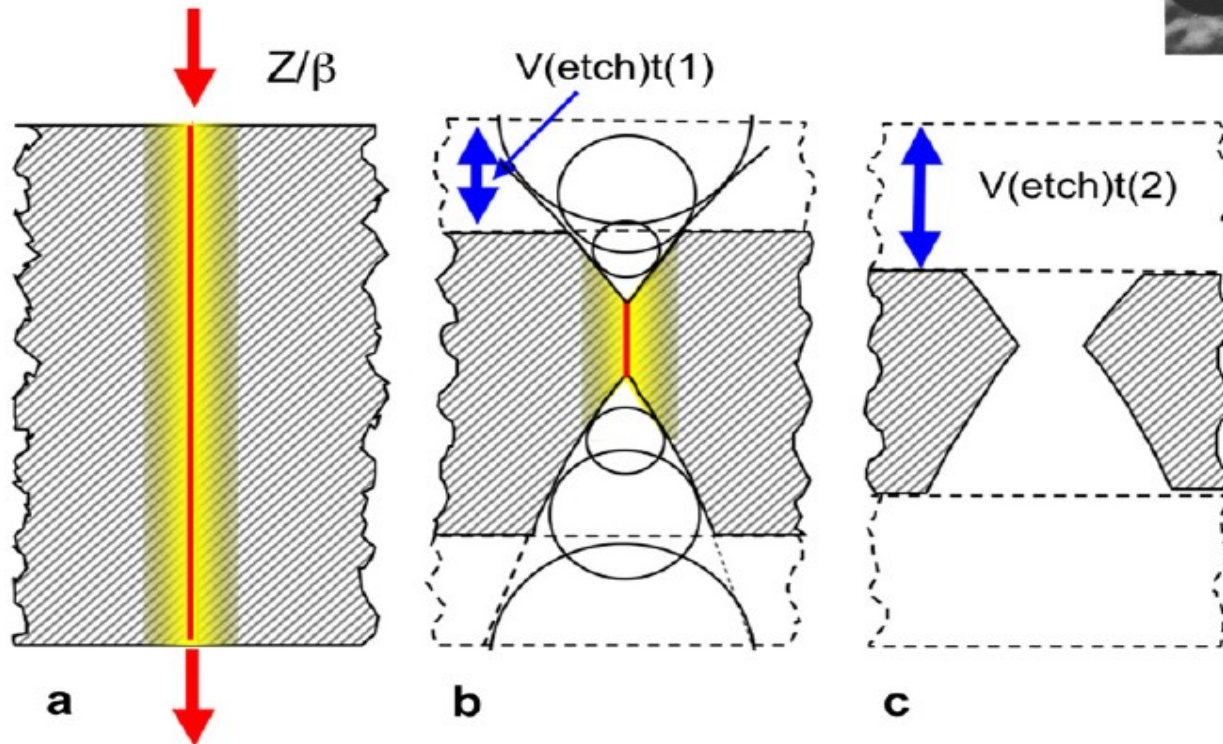 Z/β
V(etch)t(1)
V(etch)t(2)
a
b
c